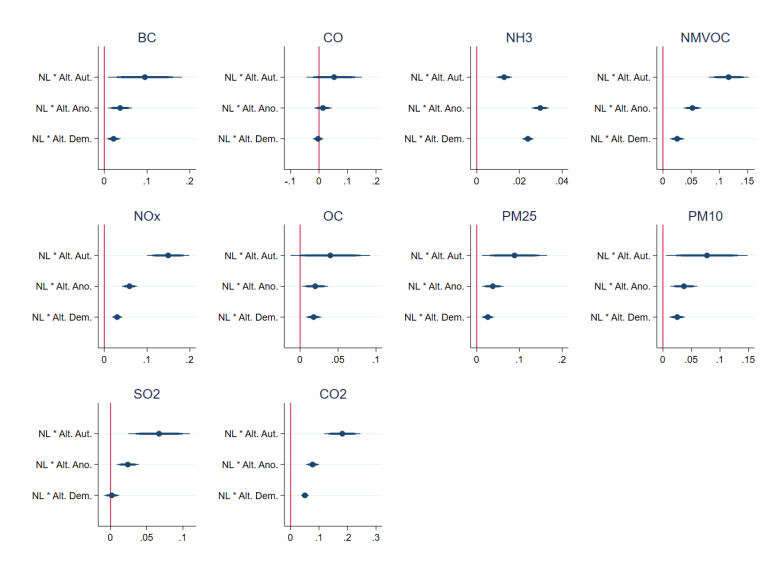 BC
NL * Alt. Aut.
NL * Alt. Ano.
NL * Alt. Dem.
0 .1 .2
CO
NL * Alt. Aut.
NL * Alt. Ano.
NL * Alt. Dem.
-.1 0 .1 .2
NH3
NL * Alt. Aut.
NL * Alt. Ano.
NL * Alt. Dem.
0 .02 .04
NMVOC
NL * Alt. Aut.
NL * Alt. Ano.
NL * Alt. Dem.
0 .05 .1 .15
NOx
NL * Alt. Aut.
NL * Alt. Ano.
NL * Alt. Dem.
0 .1 .2
OC
NL * Alt. Aut.
NL * Alt. Ano.
NL * Alt. Dem.
0 .05 .1
PM25
NL * Alt. Aut.
NL * Alt. Ano.
NL * Alt. Dem.
0 .1 .2
PM10
NL * Alt. Aut.
NL * Alt. Ano.
NL * Alt. Dem.
0 .05 .1 .15
SO2
NL * Alt. Aut.
NL * Alt. Ano.
NL * Alt. Dem.
0 .05 .1
CO2
NL * Alt. Aut.
NL * Alt. Ano.
NL * Alt. Dem.
0 .1 .2 .3